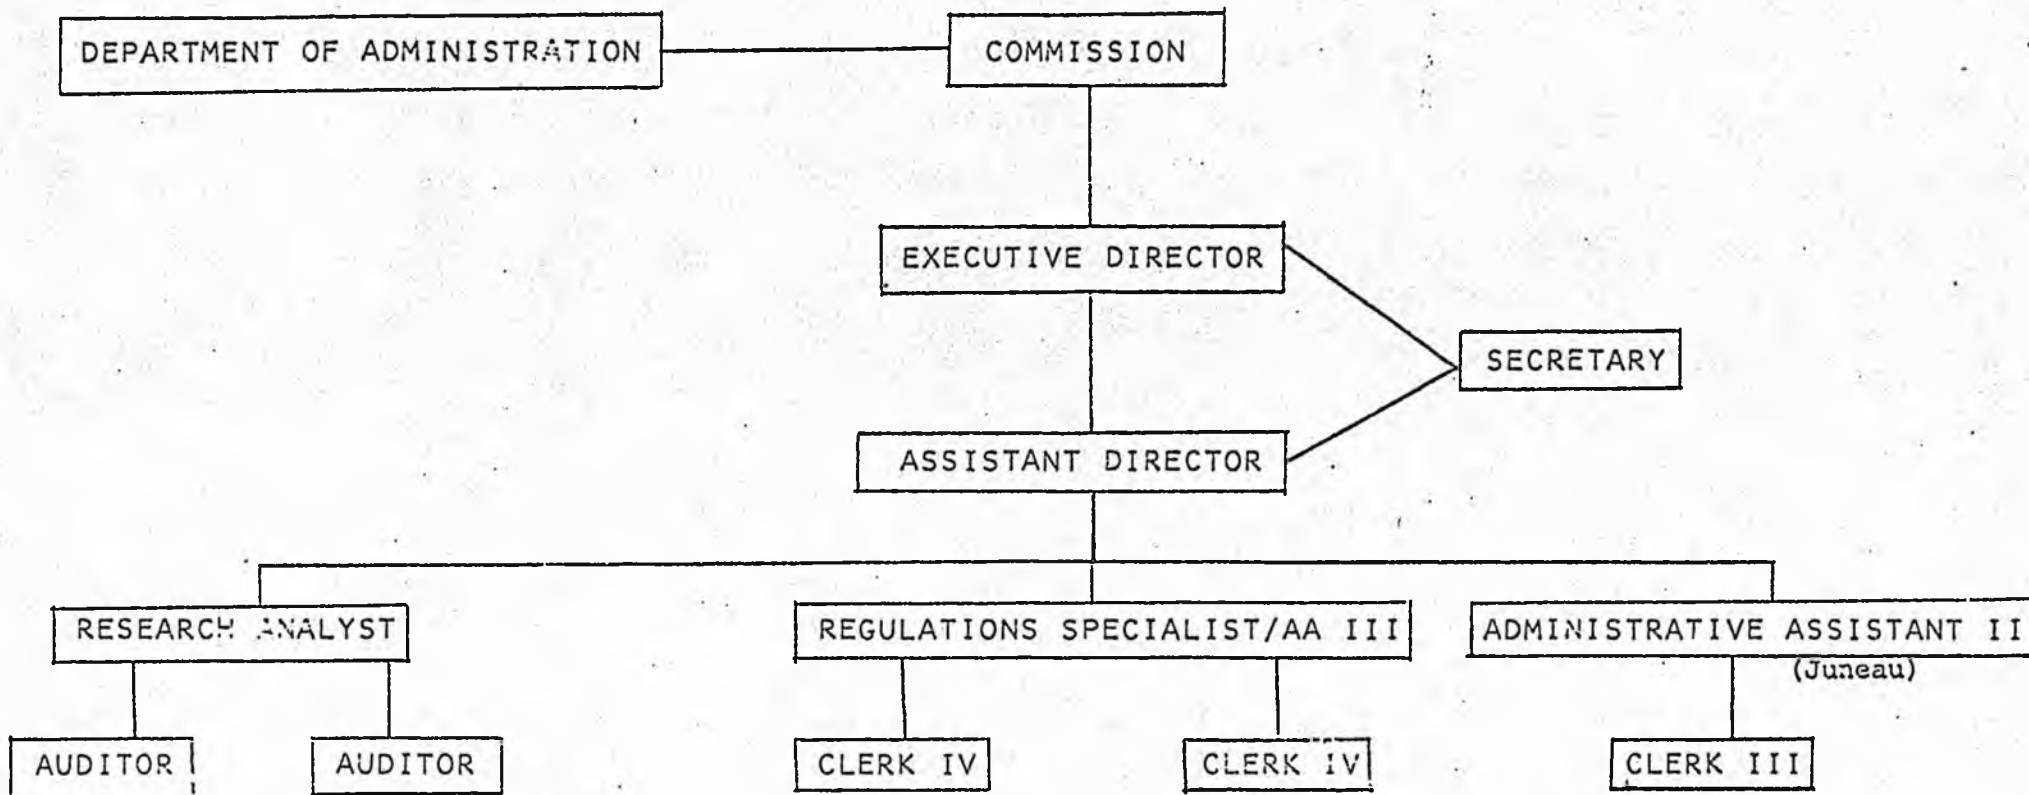 DEPARTMENT OF ADMINISTRATION
COMMISSION
EXECUTIVE DIRECTOR
SECRETARY
ASSISTANT DIRECTOR
RESEARCH ANALYST
REGULATIONS SPECIALIST/AA III
ADMINISTRATIVE ASSISTANT II
(Juneau)
AUDITOR
AUDITOR
CLERK IV
CLERK IV
CLERK III